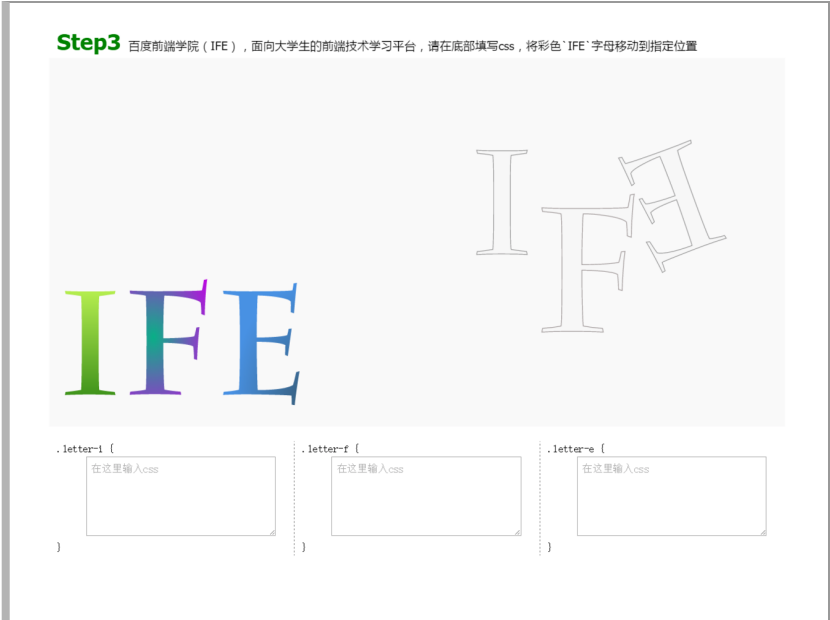 Step3 百度前端学院（IFE），面向大学生的前端技术学习平台，请在底部填写css，将彩色`IFE`字母移动到指定位置
I F E
I F E
.letter-i { .letter-f { .letter-e {
在这里输入css 在这里输入css 在这里输入css
} } }